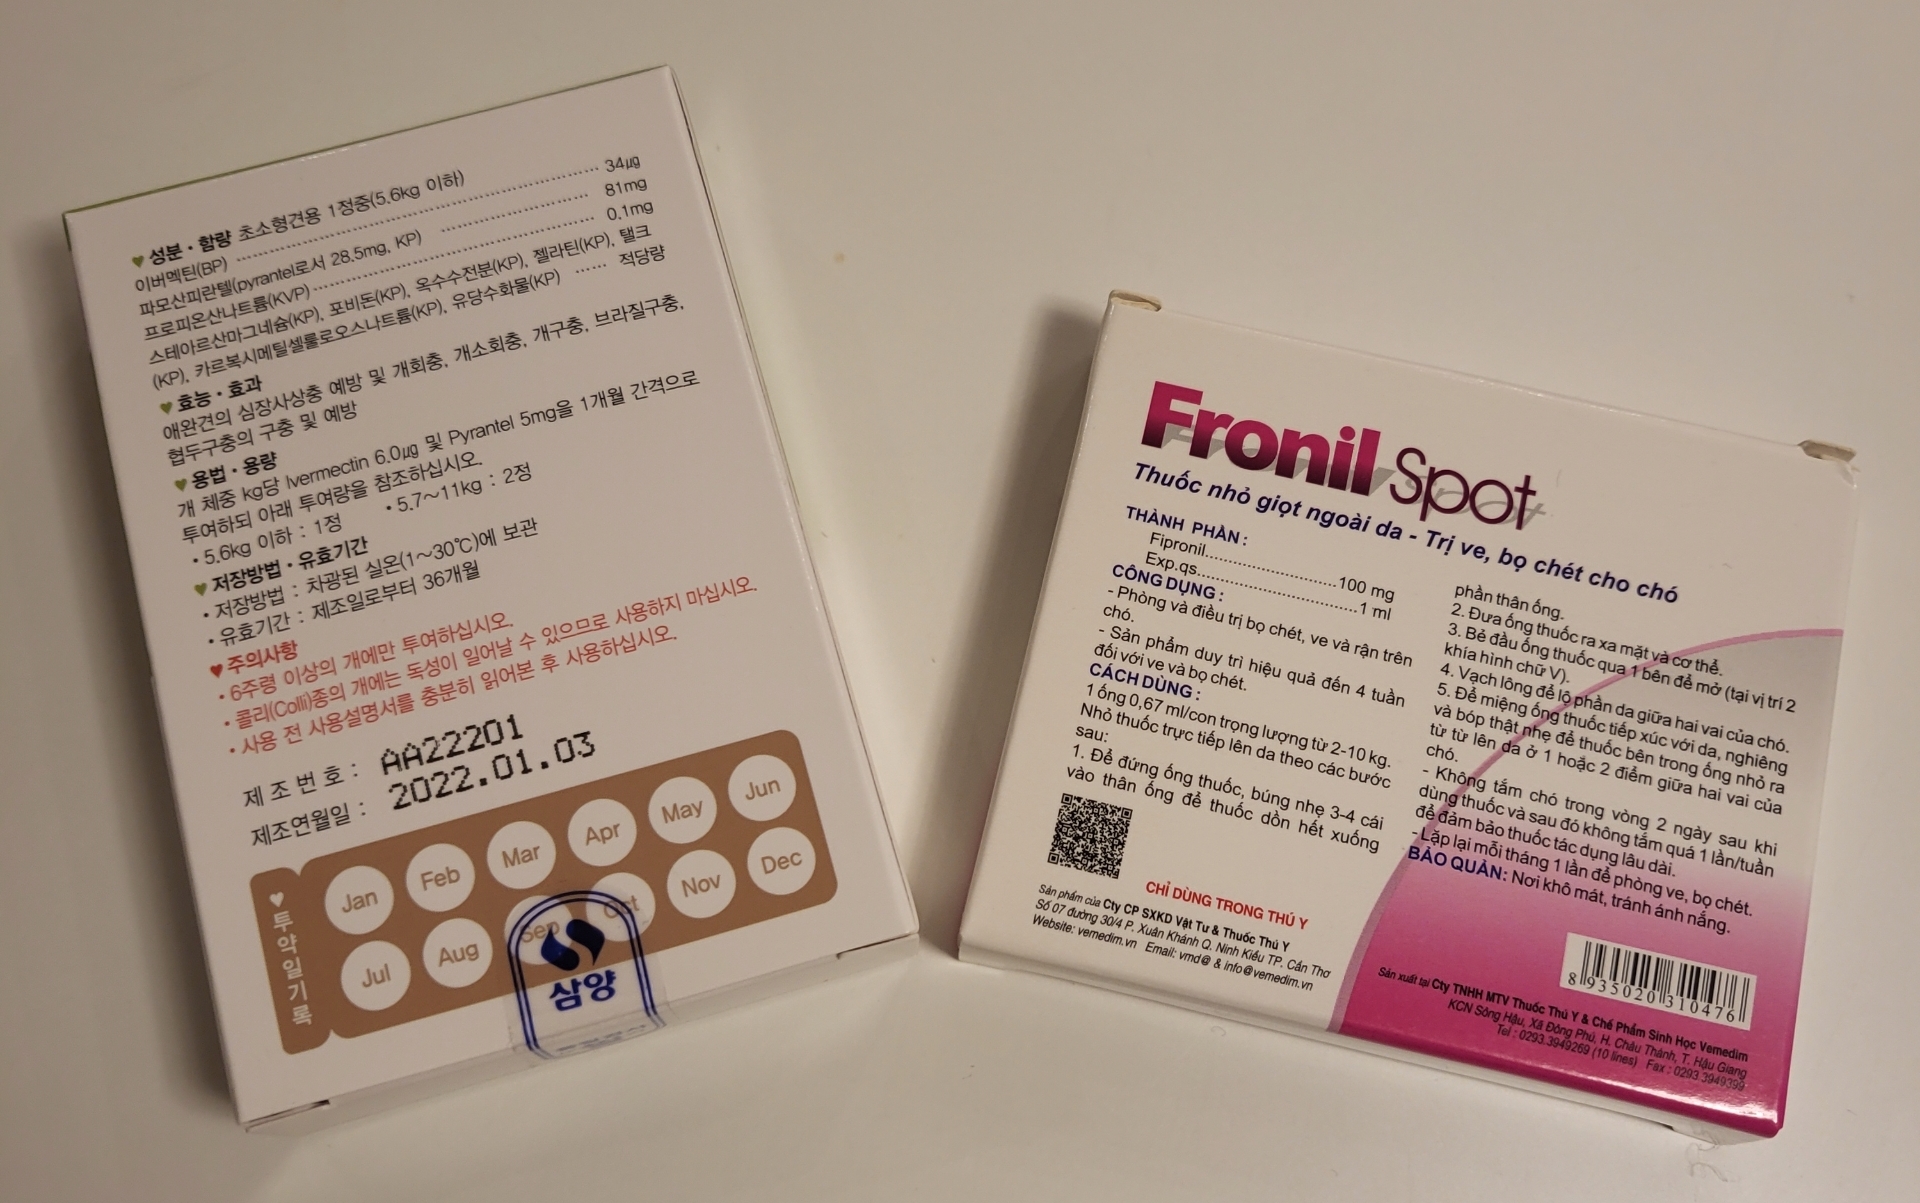 ♥ 성분・함량 초소형견용 1정중(5.6kg 이하)
이버멕틴(BP) ........ 34㎍
파모산피란텔(pyrantel로서 28.5mg, KP) ........ 81mg
프로피온산나트륨(KVP) ........ 0.1mg
스테아르산마그네슘(KP), 포비돈(KP), 옥수수전분(KP), 젤라틴(KP), 탤크
(KP), 카르복시메틸셀룰로오스나트륨(KP), 유당수화물(KP) ...... 적당량
♥ 효능・효과
애완견의 심장사상충 예방 및 개회충, 개소회충, 개구충, 브라질구충,
협두구충의 구충 및 예방
♥ 용법・용량
개 체중 kg당 Ivermectin 6.0㎍ 및 Pyrantel 5mg을 1개월 간격으로
투여하되 아래 투여량을 참조하십시오.
• 5.6kg 이하 : 1정 • 5.7~11kg : 2정
♥ 저장방법・유효기간
• 저장방법 : 차광된 실온(1~30℃)에 보관
• 유효기간 : 제조일로부터 36개월
♥ 주의사항
• 6주령 이상의 개에만 투여하십시오.
• 콜리(Colli)종의 개에는 독성이 일어날 수 있으므로 사용하지 마십시오.
• 사용 전 사용설명서를 충분히 읽어본 후 사용하십시오.
제조번호 : AA22201
제조연월일 : 2022.01.03
♥ 투약일기록
Jan Feb Mar Apr May Jun
Jul Aug Sep Oct Nov Dec
삼양
Fronil Spot
Thuốc nhỏ giọt ngoài da - Trị ve, bọ chét cho chó
THÀNH PHẦN :
Fipronil........100 mg
Exp.qs........1 ml
CÔNG DỤNG :
- Phòng và điều trị bọ chét, ve và rận trên
chó.
- Sản phẩm duy trì hiệu quả đến 4 tuần
đối với ve và bọ chét.
CÁCH DÙNG :
1 ống 0,67 ml/con trọng lượng từ 2-10 kg.
Nhỏ thuốc trực tiếp lên da theo các bước
sau:
1. Để đứng ống thuốc, búng nhẹ 3-4 cái
vào thân ống để thuốc dồn hết xuống
phần thân ống.
2. Đưa ống thuốc ra xa mặt và cơ thể.
3. Bẻ đầu ống thuốc qua 1 bên để mở (tại vị trí 2
khía hình chữ V).
4. Vạch lông để lộ phần da giữa hai vai của chó.
5. Để miệng ống thuốc tiếp xúc với da, nghiêng
và bóp thật nhẹ để thuốc bên trong ống nhỏ ra
từ từ lên da ở 1 hoặc 2 điểm giữa hai vai của
chó.
- Không tắm chó trong vòng 2 ngày sau khi
dùng thuốc và sau đó không tắm quá 1 lần/tuần
để đảm bảo thuốc tác dụng lâu dài.
- Lặp lại mỗi tháng 1 lần để phòng ve, bọ chét.
BẢO QUẢN: Nơi khô mát, tránh ánh nắng.
CHỈ DÙNG TRONG THÚ Y
Sản phẩm của Cty CP SXKD Vật Tư & Thuốc Thú Y
Số 07 đường 30/4 P. Xuân Khánh Q. Ninh Kiều TP. Cần Thơ
Website: vemedim.vn Email: vmd@ & info@vemedim.vn
8 935020 310476
Sản xuất tại Cty TNHH MTV Thuốc Thú Y & Chế Phẩm Sinh Học Vemedim
KCN Sông Hậu, Xã Đông Phú, H. Châu Thành, T. Hậu Giang
Tel : 0293.3949269 (10 lines) Fax : 0293 3949399